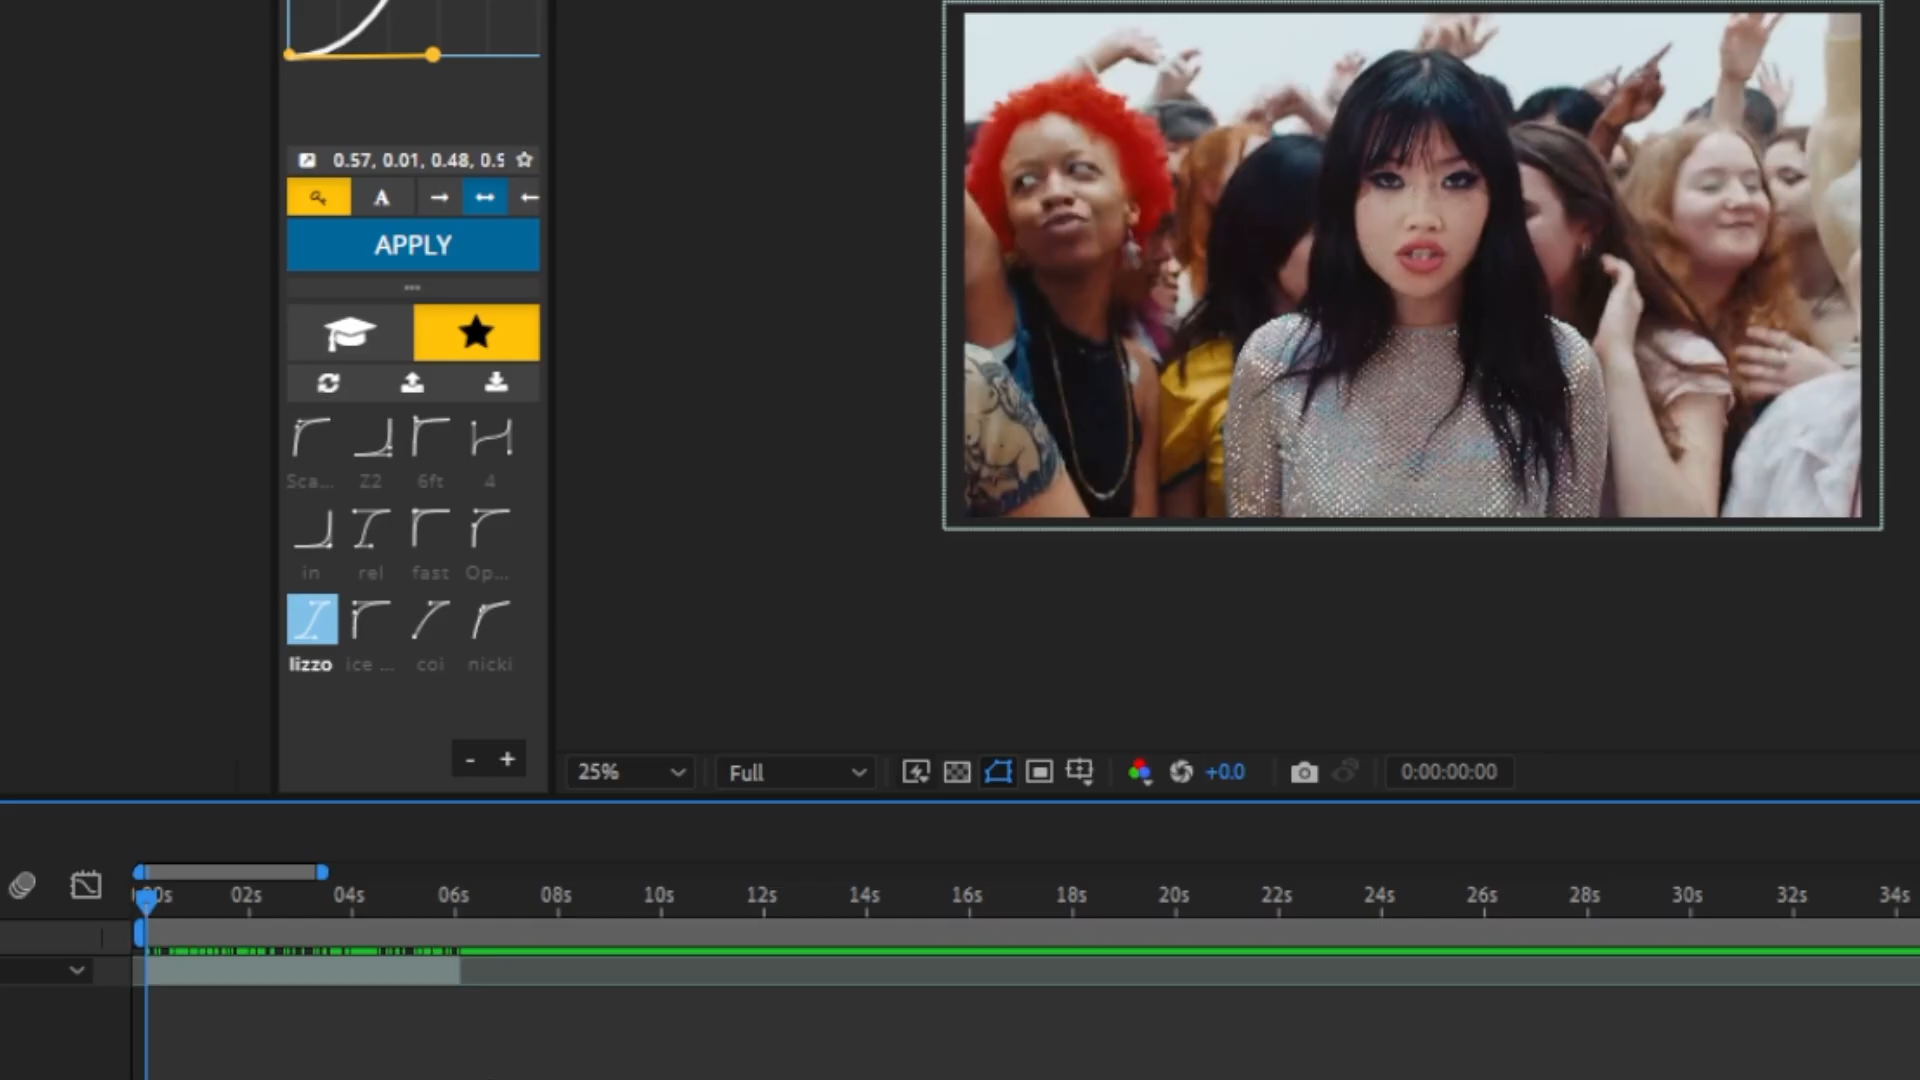 0.57, 0.01, 0.48, 0.9
A
APPLY
Sca... Z2 6ft 4
in rel fast Op...
lizzo ice ... coi nicki
- +
25% Full +0.0 0:00:00:00
02s 04s 06s 08s 10s 12s 14s 16s 18s 20s 22s 24s 26s 28s 30s 32s 34s